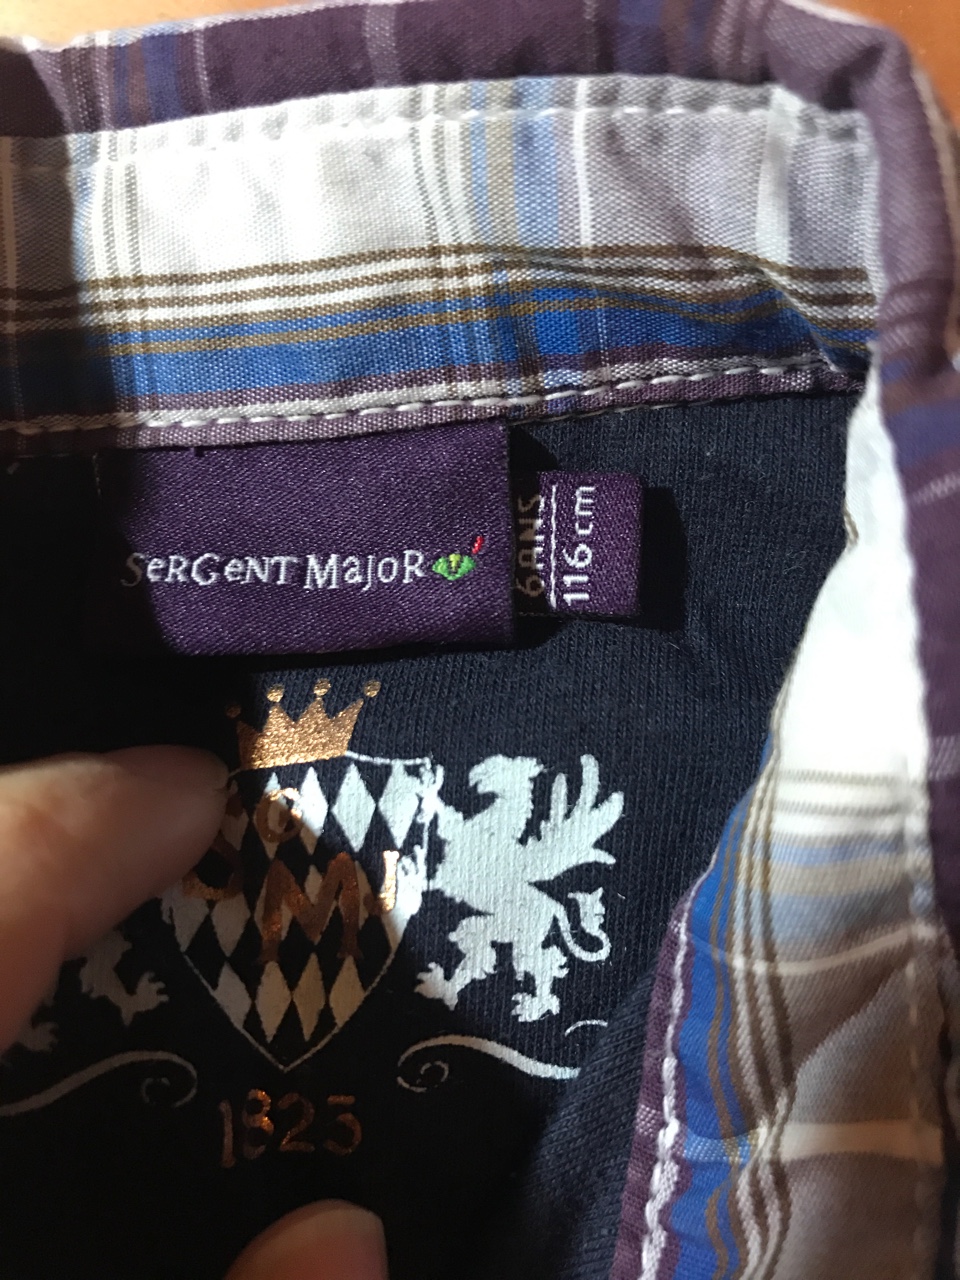 SeRGeNT MajoR
6ANS
116cm
1825